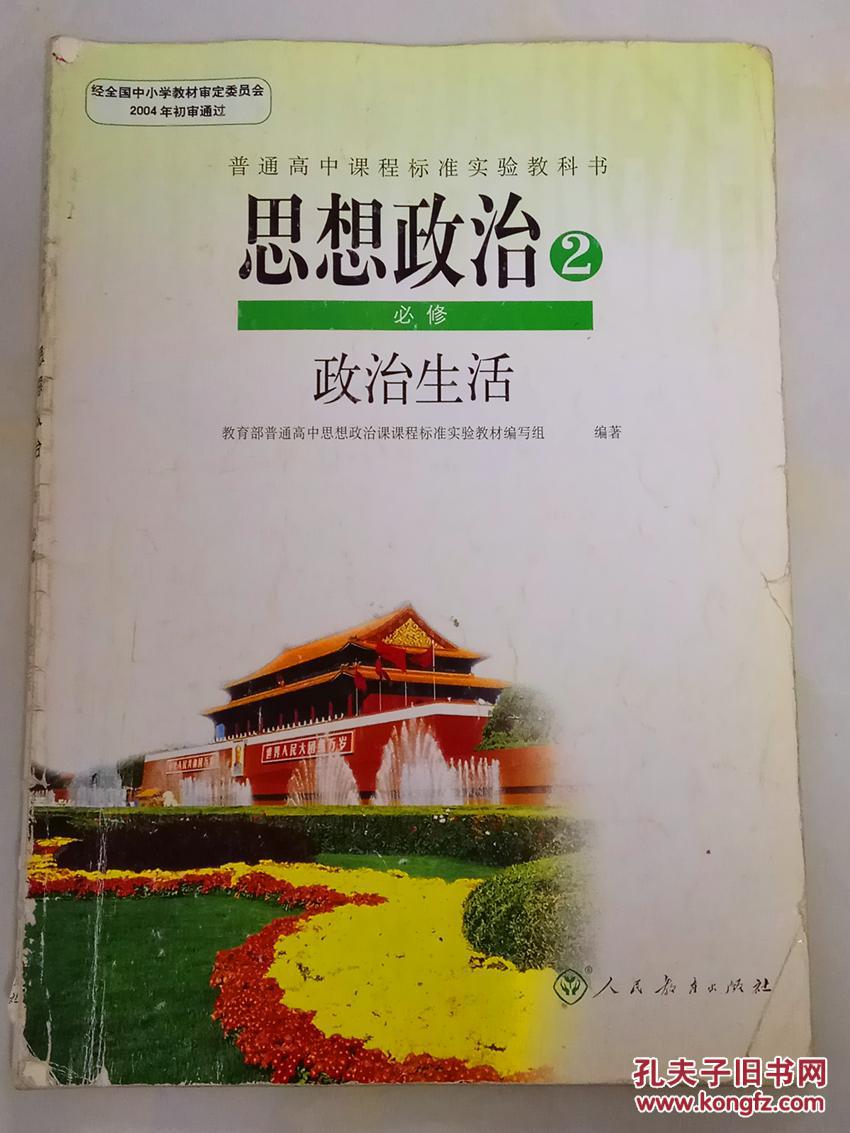 经全国中小学教材审定委员会
2004年初审通过
普通高中课程标准实验教科书
思想政治2
必修
政治生活
教育部普通高中思想政治课课程标准实验教材编写组 编著
世界人民大团结万岁
人民教育出版社
孔夫子旧书网
www.kongfz.com